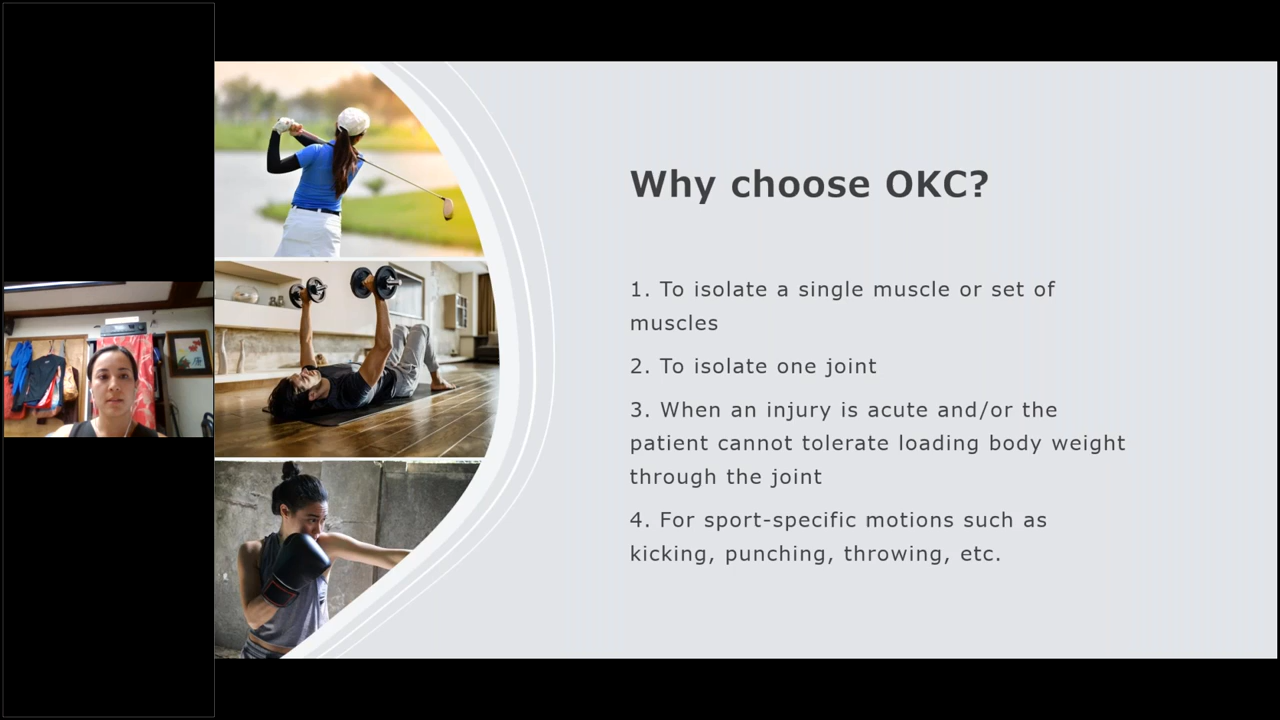 Why choose OKC?
1. To isolate a single muscle or set of
muscles
2. To isolate one joint
3. When an injury is acute and/or the
patient cannot tolerate loading body weight
through the joint
4. For sport-specific motions such as
kicking, punching, throwing, etc.